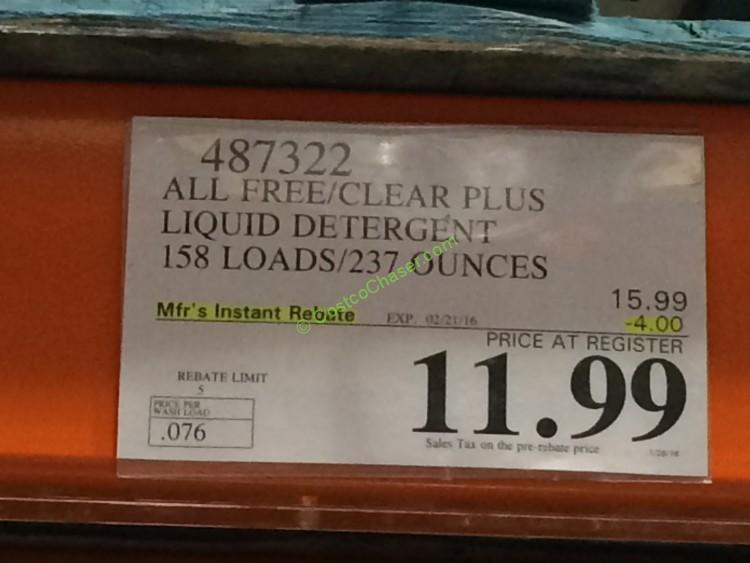 487322
ALL FREE/CLEAR PLUS
LIQUID DETERGENT
158 LOADS/237 OUNCES
© CostcoChaser.com
15.99
Mfr's Instant Rebate EXP. 02/21/16 -4.00
PRICE AT REGISTER
11.99
REBATE LIMIT
5
PRICE PER
WASH LOAD
.076
Sales Tax on the pre-rebate price